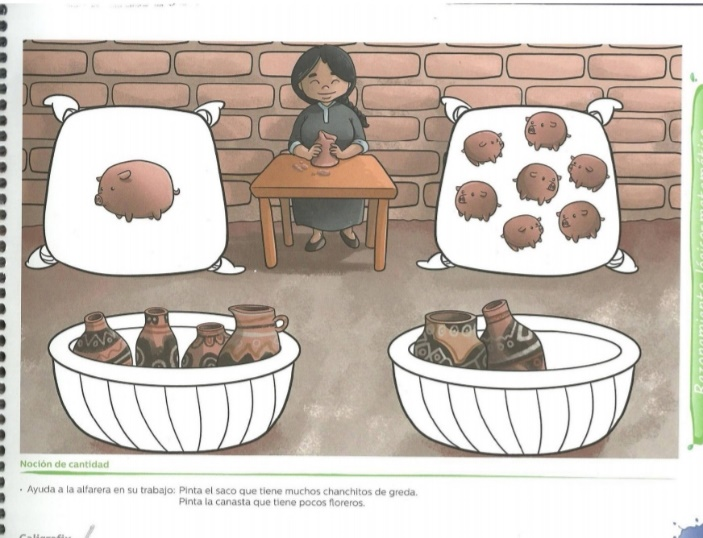 Noción de cantidad
• Ayuda a la alfarera en su trabajo: Pinta el saco que tiene muchos chanchitos de greda.
Pinta la canasta que tiene pocos floreros.